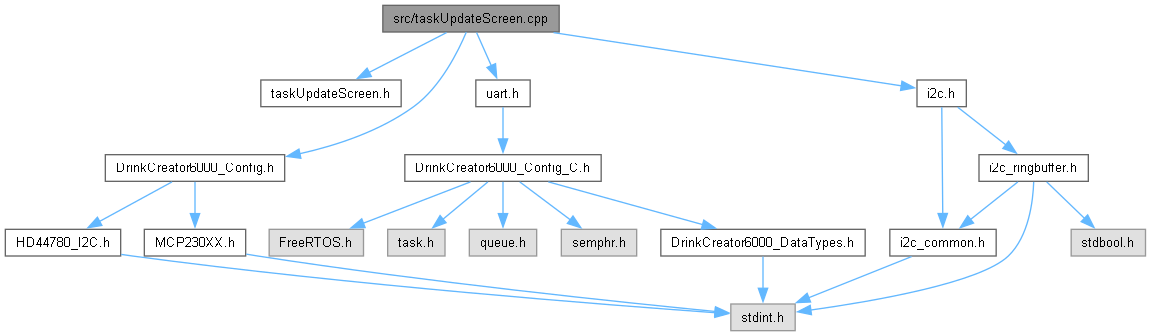 src/taskUpdateScreen.cpp
taskUpdateScreen.h
uart.h
i2c.h
DrinkCreator6000_Config.h
DrinkCreator6000_Config_C.h
i2c_ringbuffer.h
HD44780_I2C.h
MCP230XX.h
FreeRTOS.h
task.h
queue.h
semphr.h
DrinkCreator6000_DataTypes.h
i2c_common.h
stdbool.h
stdint.h